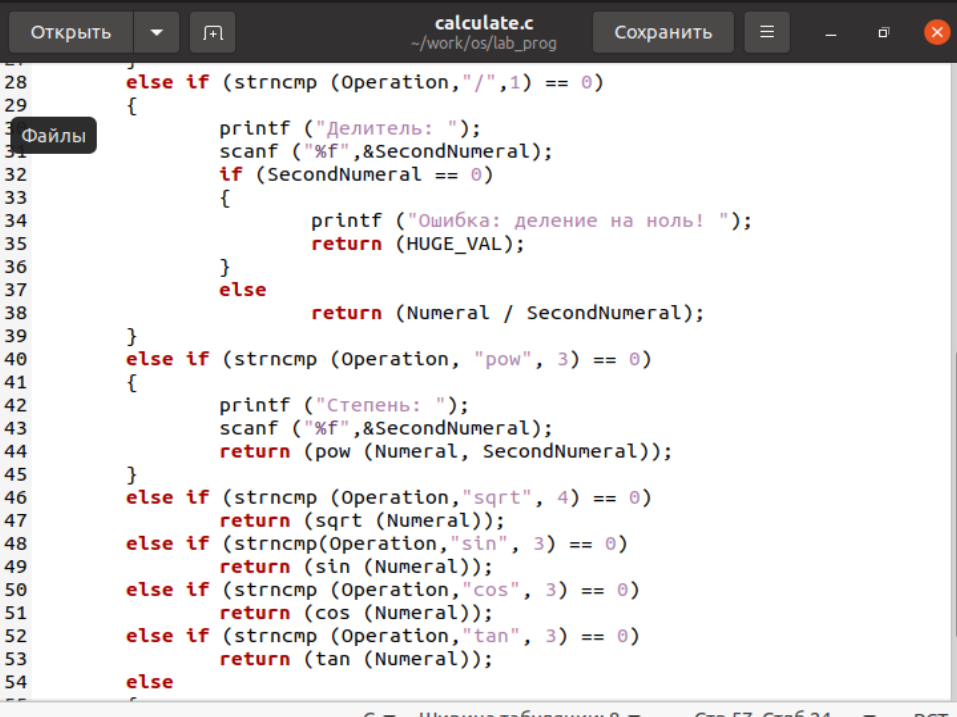 Открыть
calculate.c
~/work/os/lab_prog
Сохранить
28 else if (strncmp (Operation,"/",1) == 0)
29 {
30 printf ("Делитель: ");
Файлы
31 scanf ("%f",&SecondNumeral);
32 if (SecondNumeral == 0)
33 {
34 printf ("Ошибка: деление на ноль! ");
35 return (HUGE_VAL);
36 }
37 else
38 return (Numeral / SecondNumeral);
39 }
40 else if (strncmp (Operation, "pow", 3) == 0)
41 {
42 printf ("Степень: ");
43 scanf ("%f",&SecondNumeral);
44 return (pow (Numeral, SecondNumeral));
45 }
46 else if (strncmp (Operation,"sqrt", 4) == 0)
47 return (sqrt (Numeral));
48 else if (strncmp(Operation,"sin", 3) == 0)
49 return (sin (Numeral));
50 else if (strncmp (Operation,"cos", 3) == 0)
51 return (cos (Numeral));
52 else if (strncmp (Operation,"tan", 3) == 0)
53 return (tan (Numeral));
54 else